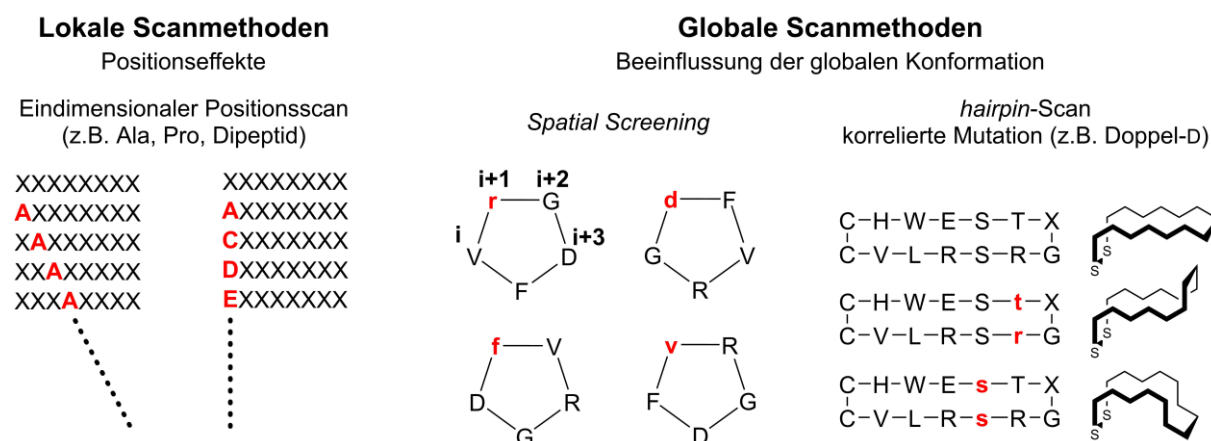 Lokale Scanmethoden
Positionseffekte
Eindimensionaler Positionsscan
(z.B. Ala, Pro, Dipeptid)
XXXXXXXX
AXXXXXXX
XAXXXXXX
XXAXXXXX
XXXAXXXX
XXXXXXXX
AXXXXXXX
CXXXXXXX
DXXXXXXX
EXXXXXXX
Globale Scanmethoden
Beeinflussung der globalen Konformation
Spatial Screening
i+1 i+2
r G
i i+3
V D
F
d F
G V
R
f V
D R
G
v R
F G
D
hairpin-Scan
korrelierte Mutation (z.B. Doppel-D)
C-H-W-E-S-T-X
C-V-L-R-S-R-G
S S
C-H-W-E-S-t-X
C-V-L-R-S-r-G
S S
C-H-W-E-s-T-X
C-V-L-R-s-R-G
S S